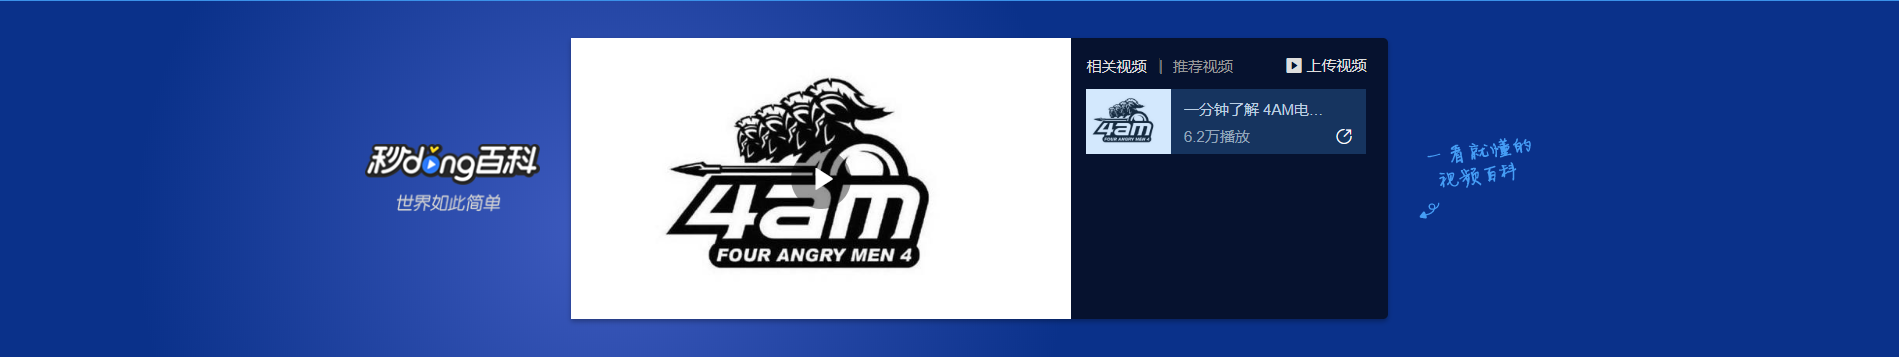 秒dong百科
世界如此简单
4am
FOUR ANGRY MEN 4
相关视频 | 推荐视频
上传视频
4am
FOUR ANGRY MEN 4
一分钟了解 4AM电...
6.2万播放
一看就懂的
视频百科